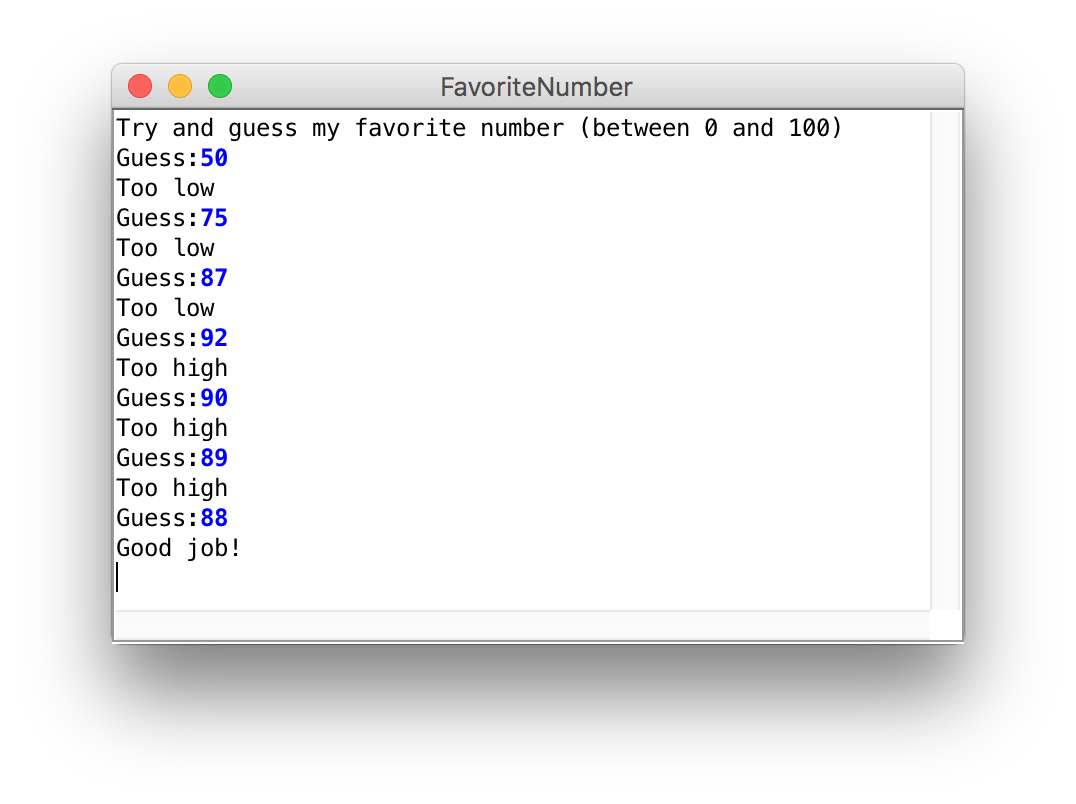 FavoriteNumber
Try and guess my favorite number (between 0 and 100)
Guess:50
Too low
Guess:75
Too low
Guess:87
Too low
Guess:92
Too high
Guess:90
Too high
Guess:89
Too high
Guess:88
Good job!